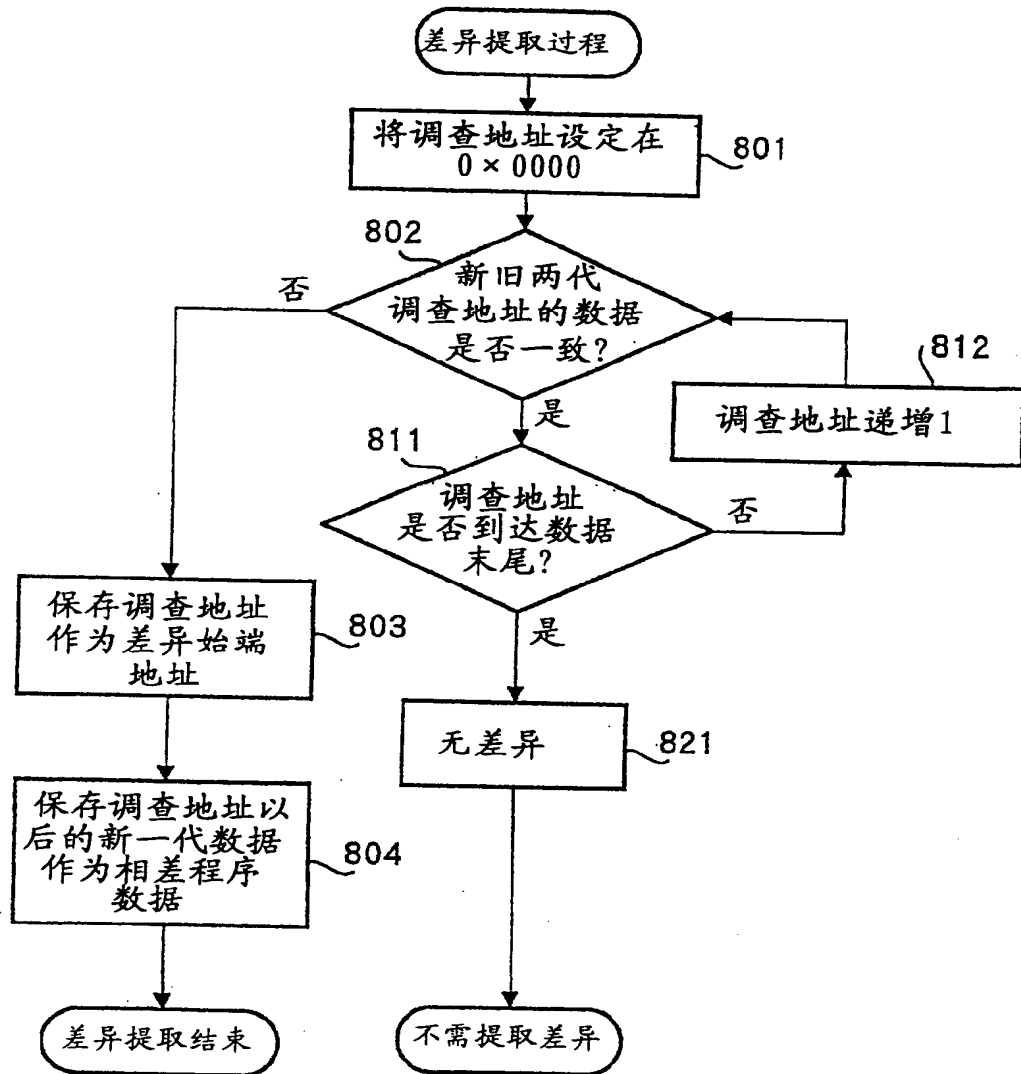 差异提取过程
将调查地址设定在
0×0000
801
802
否
新旧两代
调查地址的数据
是否一致?
812
是
调查地址递增1
811
调查地址
是否到达数据
末尾?
否
保存调查地址
作为差异始端
地址
803
是
无差异
821
保存调查地址以
后的新一代数据
作为相差程序
数据
804
差异提取结束
不需提取差异